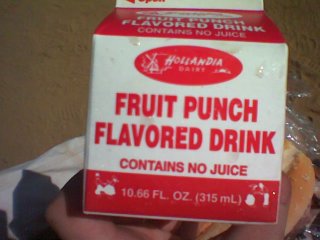 Open
FRUIT PUNCH
FLAVORED DRINK
CONTAINS NO JUICE
HOLLANDIA
DAIRY
FRUIT PUNCH
FLAVORED DRINK
CONTAINS NO JUICE
10.66 FL. OZ. (315 mL)